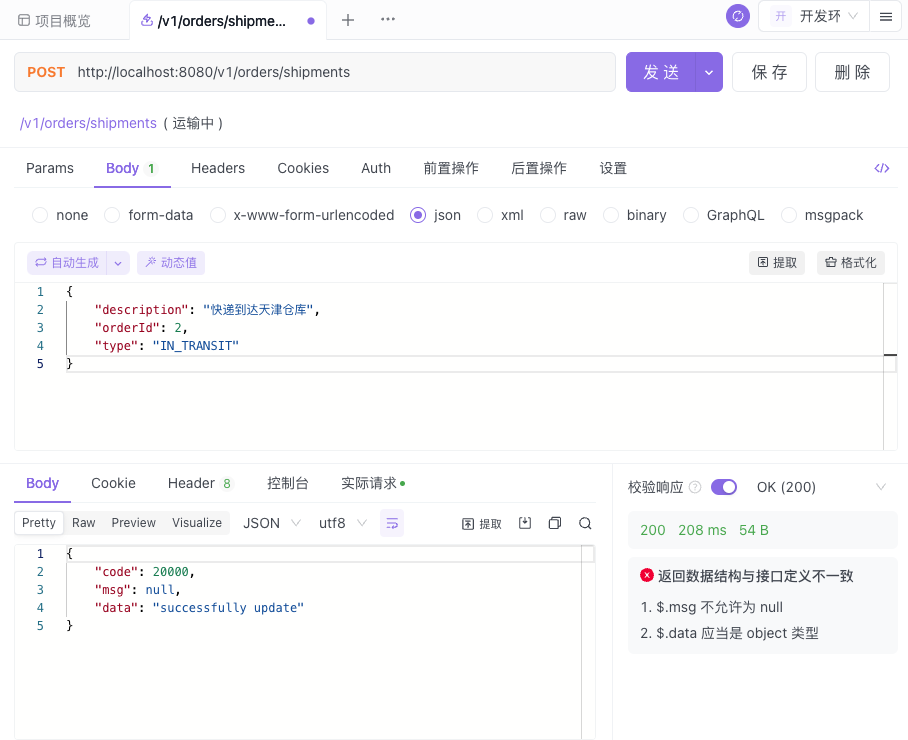 项目概览
/v1/orders/shipme...
开 开发环
POST http://localhost:8080/v1/orders/shipments
发 送
保 存
删 除
/v1/orders/shipments ( 运输中 )
Params Body 1 Headers Cookies Auth 前置操作 后置操作 设置 </>
none form-data x-www-form-urlencoded json xml raw binary GraphQL msgpack
自动生成 动态值 提取 格式化
1 {
2 "description": "快递到达天津仓库",
3 "orderId": 2,
4 "type": "IN_TRANSIT"
5 }
Body Cookie Header 8 控制台 实际请求
Pretty Raw Preview Visualize JSON utf8 提取
1 {
2 "code": 20000,
3 "msg": null,
4 "data": "successfully update"
5 }
校验响应 ? OK (200)
200 208 ms 54 B
返回数据结构与接口定义不一致
1. $.msg 不允许为 null
2. $.data 应当是 object 类型